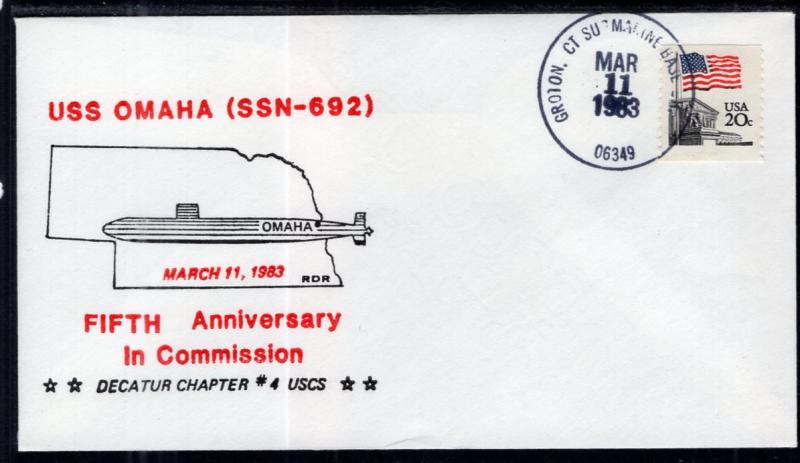 USS OMAHA (SSN-692)
OMAHA
MARCH 11, 1983
RDR
FIFTH Anniversary
In Commission
☆ ☆ DECATUR CHAPTER #4 USCS ☆ ☆
GROTON, CT SUBMARINE BASE
MAR
11
1983
06349
USA
20c